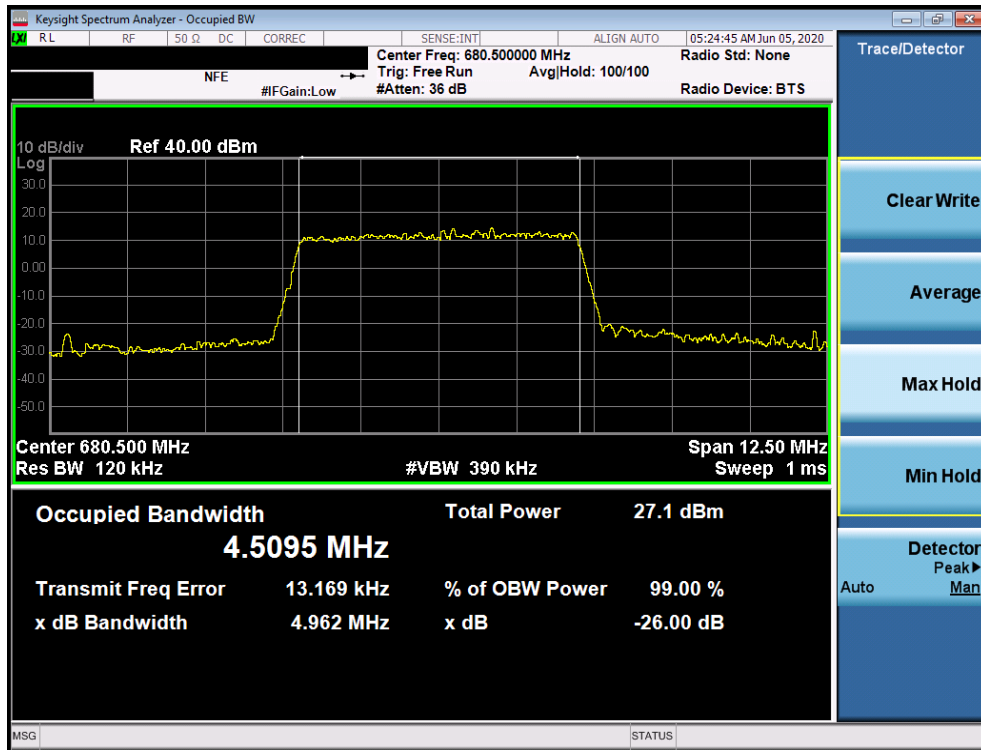 Keysight Spectrum Analyzer - Occupied BW
LXI RL RF 50 Ω DC CORREC SENSE:INT ALIGN AUTO 05:24:45 AM Jun 05, 2020
Center Freq: 680.500000 MHz Radio Std: None
NFE Trig: Free Run Avg|Hold: 100/100
#IFGain:Low #Atten: 36 dB Radio Device: BTS
10 dB/div Ref 40.00 dBm
Log
30.0
20.0
10.0
0.00
-10.0
-20.0
-30.0
-40.0
-50.0
Center 680.500 MHz Span 12.50 MHz
Res BW 120 kHz #VBW 390 kHz Sweep 1 ms
Occupied Bandwidth Total Power 27.1 dBm
4.5095 MHz
Transmit Freq Error 13.169 kHz % of OBW Power 99.00 %
x dB Bandwidth 4.962 MHz x dB -26.00 dB
MSG STATUS
Trace/Detector
Clear Write
Average
Max Hold
Min Hold
Detector
Peak▶
Auto Man